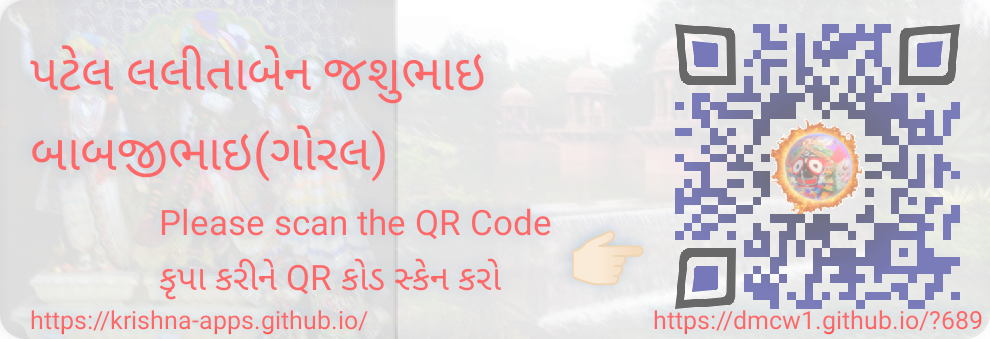 પટેલ લલીતાબેન જશુભાઇ
બાબજીભાઇ(ગોરલ)
Please scan the QR Code
કૃપા કરીને QR કોડ સ્કેન કરો
https://krishna-apps.github.io/
https://dmcw1.github.io/?689